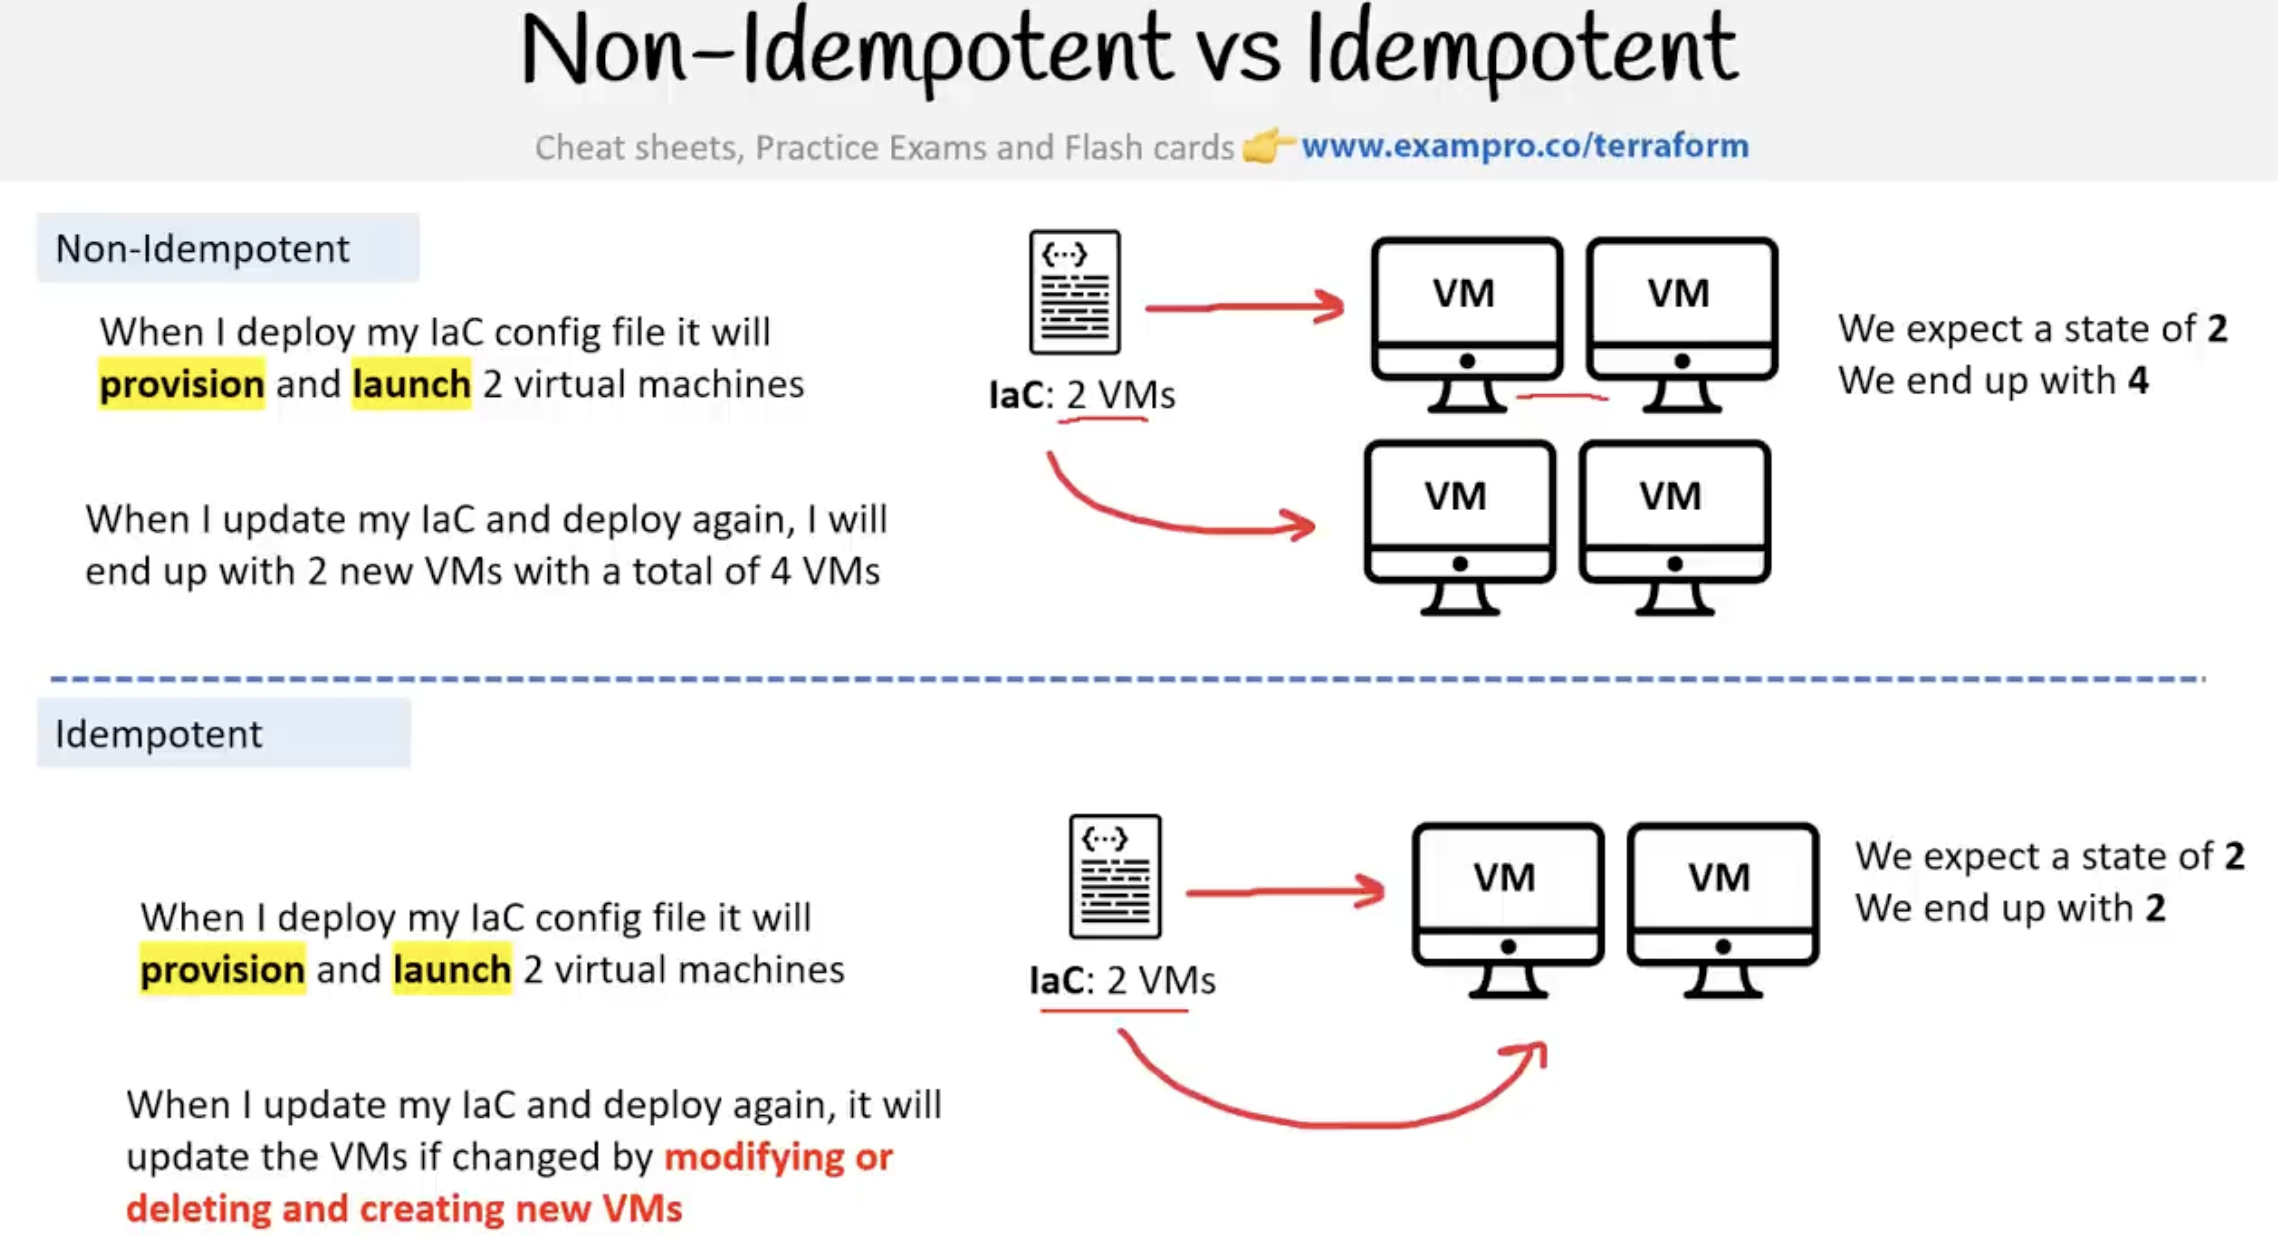 Non-Idempotent vs Idempotent
Cheat sheets, Practice Exams and Flash cards 👉 www.exampro.co/terraform
Non-Idempotent
When I deploy my IaC config file it will
provision and launch 2 virtual machines
When I update my IaC and deploy again, I will
end up with 2 new VMs with a total of 4 VMs
{...}
IaC: 2 VMs
VM
VM
VM
VM
We expect a state of 2
We end up with 4
Idempotent
When I deploy my IaC config file it will
provision and launch 2 virtual machines
When I update my IaC and deploy again, it will
update the VMs if changed by modifying or
deleting and creating new VMs
{...}
IaC: 2 VMs
VM
VM
We expect a state of 2
We end up with 2